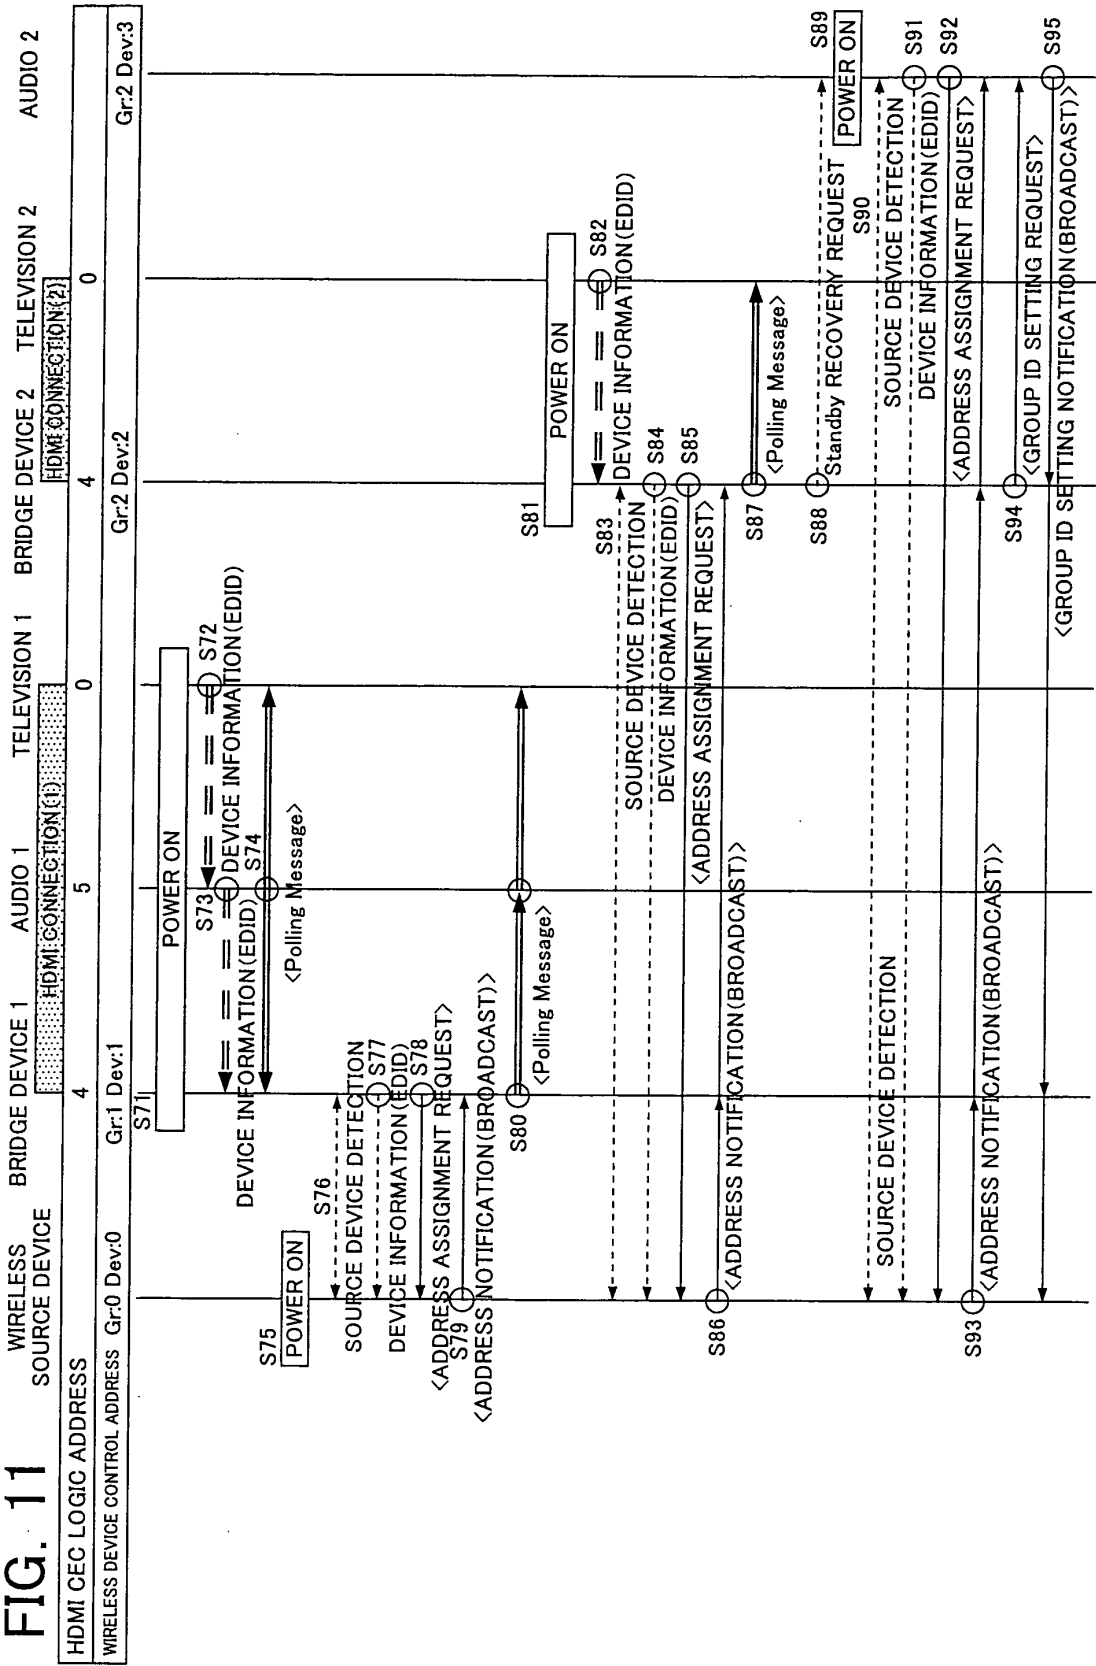 FIG. 11
WIRELESS
SOURCE DEVICE
BRIDGE DEVICE 1
AUDIO 1
TELEVISION 1
BRIDGE DEVICE 2
TELEVISION 2
AUDIO 2
HDMI CONNECTION(1)
HDMI CONNECTION(2)
HDMI CEC LOGIC ADDRESS
4
5
0
4
0
WIRELESS DEVICE CONTROL ADDRESS
Gr:0 Dev:0
Gr:1 Dev:1
Gr:2 Dev:2
Gr:2 Dev:3
S71
POWER ON
S72
DEVICE INFORMATION(EDID)
S73
DEVICE INFORMATION(EDID)
S74
<Polling Message>
S75
POWER ON
S76
SOURCE DEVICE DETECTION
S77
DEVICE INFORMATION(EDID)
S78
<ADDRESS ASSIGNMENT REQUEST>
S79
<ADDRESS NOTIFICATION(BROADCAST)>
S80
<Polling Message>
S81
POWER ON
S82
DEVICE INFORMATION(EDID)
S83
SOURCE DEVICE DETECTION
S84
DEVICE INFORMATION(EDID)
S85
<ADDRESS ASSIGNMENT REQUEST>
S86
<ADDRESS NOTIFICATION(BROADCAST)>
S87
<Polling Message>
S88
Standby RECOVERY REQUEST
S89
POWER ON
S90
SOURCE DEVICE DETECTION
SOURCE DEVICE DETECTION
S91
DEVICE INFORMATION(EDID)
S92
<ADDRESS ASSIGNMENT REQUEST>
S93
<ADDRESS NOTIFICATION(BROADCAST)>
S94
<GROUP ID SETTING REQUEST>
S95
<GROUP ID SETTING NOTIFICATION(BROADCAST)>